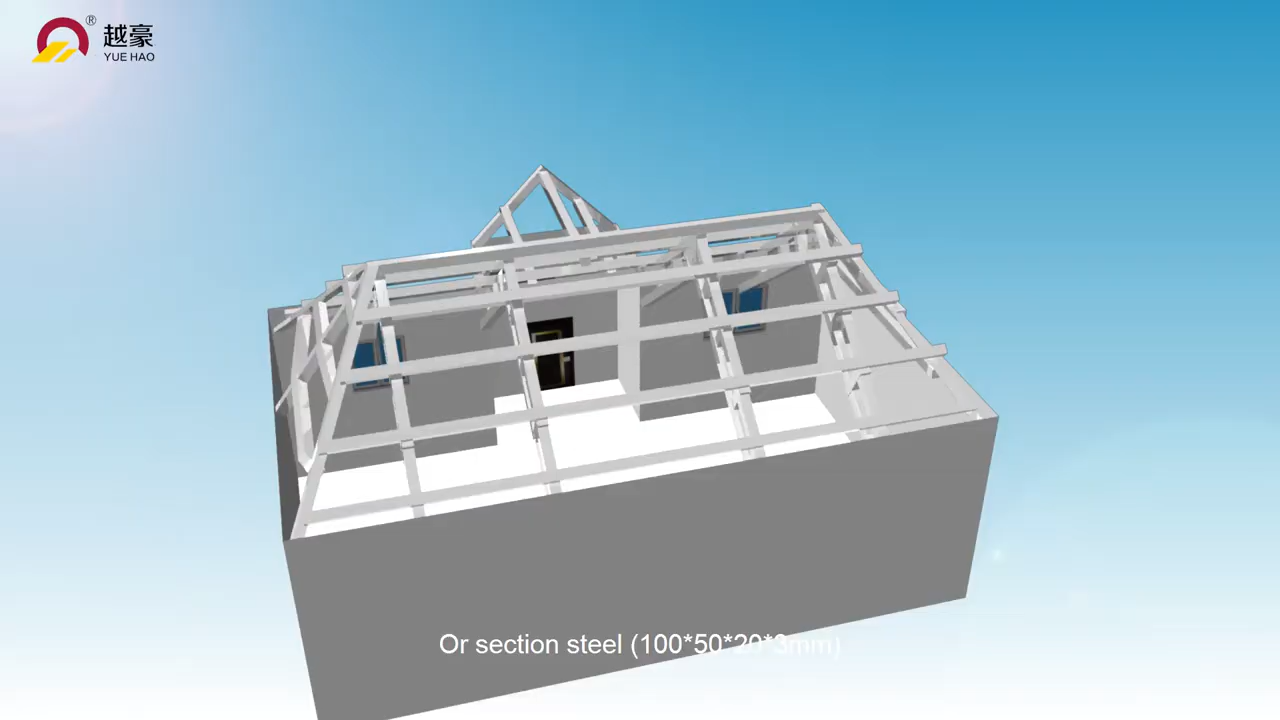 ®
越豪
YUE HAO
Or section steel (100*50*20*3mm)